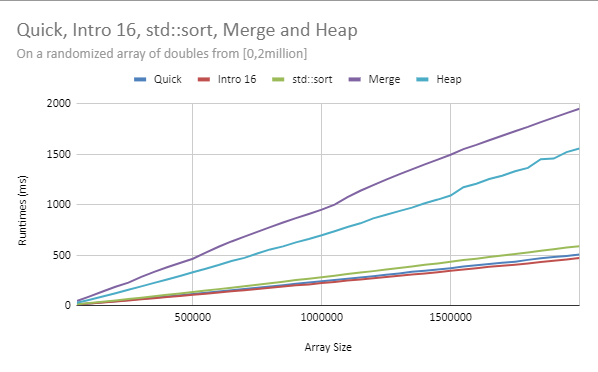 Quick, Intro 16, std::sort, Merge and Heap
On a randomized array of doubles from [0,2million]
Quick Intro 16 std::sort Merge Heap
2000
1500
1000
500
0
Runtimes (ms)
500000 1000000 1500000
Array Size